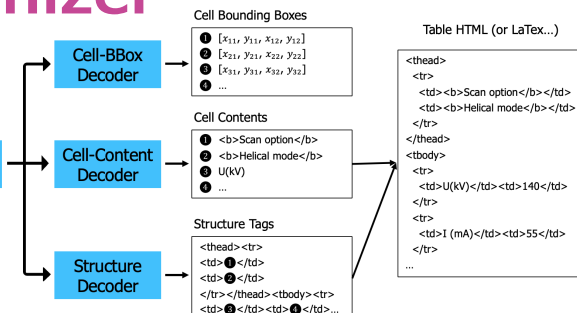 nizer
Cell Bounding Boxes
❶ [x₁₁, y₁₁, x₁₂, y₁₂]
❷ [x₂₁, y₂₁, x₂₂, y₂₂]
❸ [x₃₁, y₃₁, x₃₂, y₃₂]
❹ ...
Cell-BBox
Decoder
Cell Contents
❶ <b>Scan option</b>
❷ <b>Helical mode</b>
❸ U(kV)
❹ ...
Cell-Content
Decoder
Structure Tags
<thead><tr>
<td>❶</td>
<td>❷</td>
</tr></thead><tbody><tr>
<td>❸</td><td>❹</td>...
Structure
Decoder
Table HTML (or LaTex...)
<thead>
<tr>
<td><b>Scan option</b></td>
<td><b>Helical mode</b></td>
</tr>
</thead>
<tbody>
<tr>
<td>U(kV)</td><td>140</td>
</tr>
<tr>
<td>I (mA)</td><td>55</td>
</tr>
...